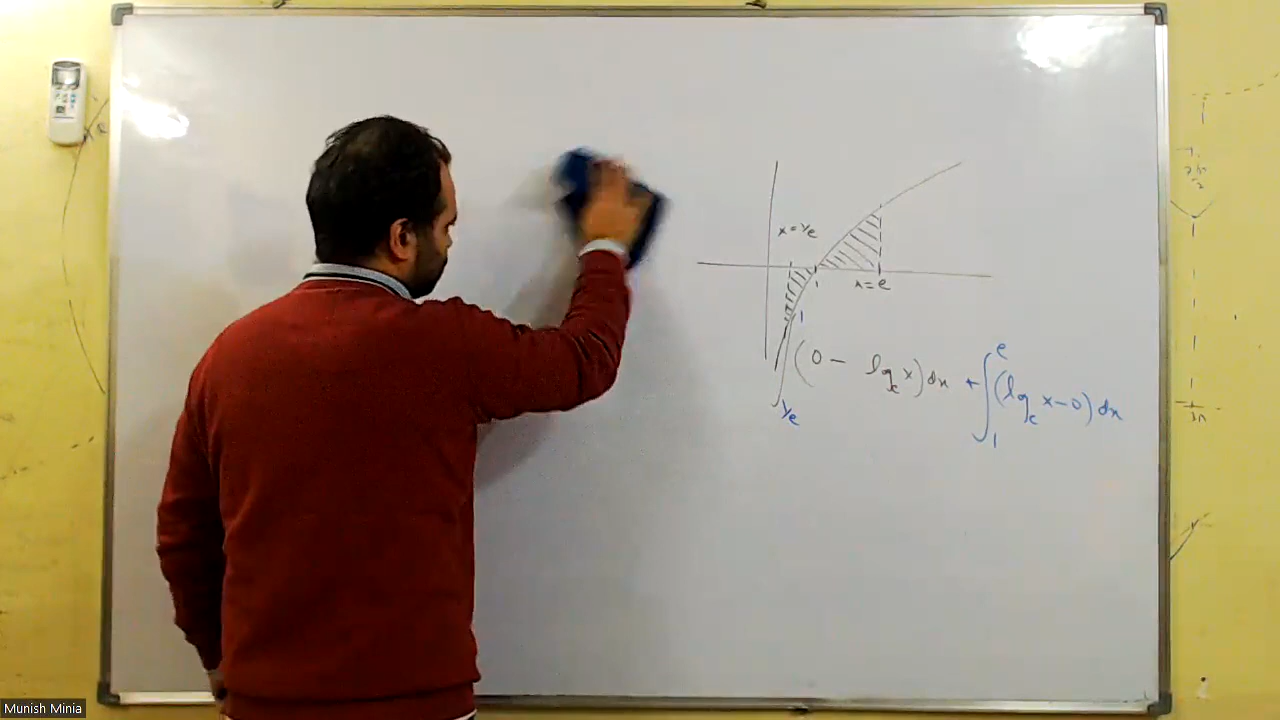 x = 1/e
1
x = e
∫_{1/e}^{1} (0 - log_e x) dx + ∫_{1}^{e} (log_e x - 0) dx
Munish Minia